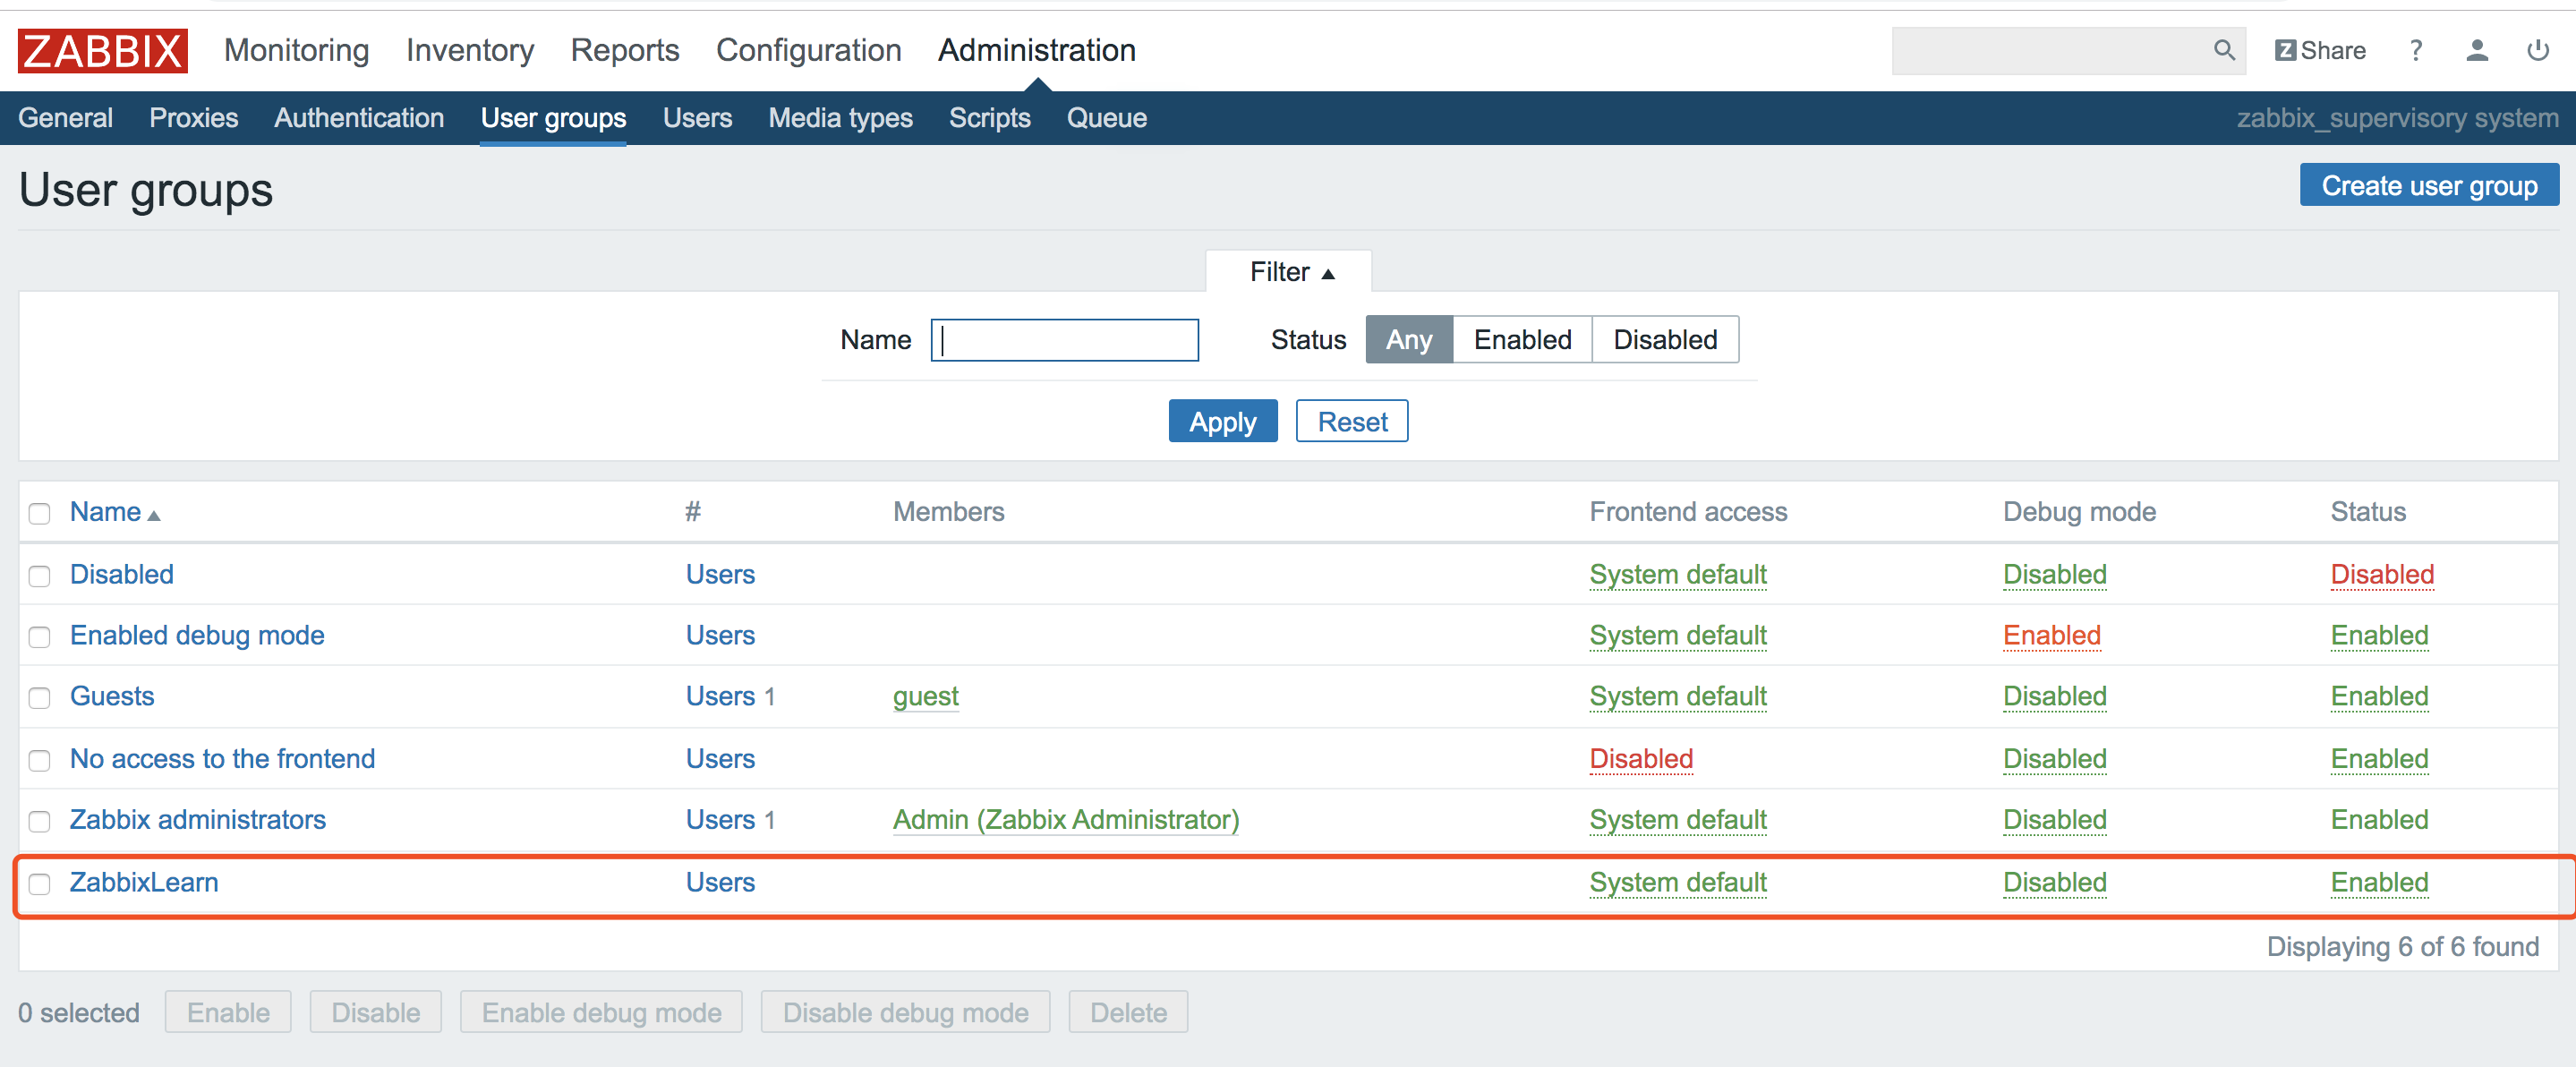 ZABBIX Monitoring Inventory Reports Configuration Administration Z Share ?
General Proxies Authentication User groups Users Media types Scripts Queue zabbix_supervisory system
User groups Create user group
Filter ▲
Name Status Any Enabled Disabled
Apply Reset
Name ▲ # Members Frontend access Debug mode Status
Disabled Users System default Disabled Disabled
Enabled debug mode Users System default Enabled Enabled
Guests Users 1 guest System default Disabled Enabled
No access to the frontend Users Disabled Disabled Enabled
Zabbix administrators Users 1 Admin (Zabbix Administrator) System default Disabled Enabled
ZabbixLearn Users System default Disabled Enabled
Displaying 6 of 6 found
0 selected Enable Disable Enable debug mode Disable debug mode Delete